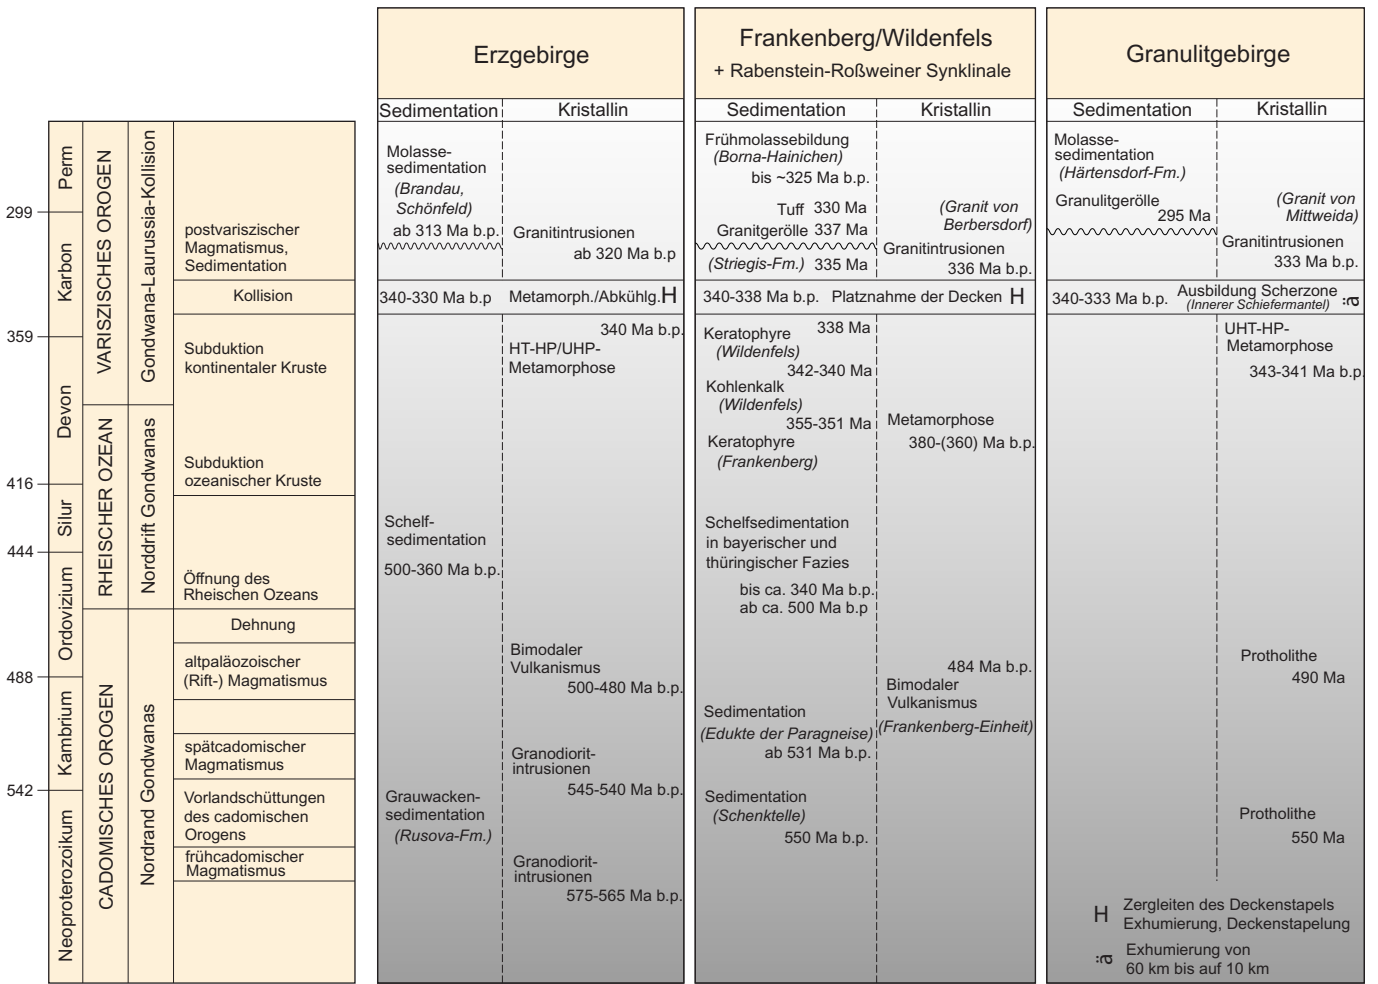 Erzgebirge
Frankenberg/Wildenfels
+ Rabenstein-Roßweiner Synklinale
Granulitgebirge
Sedimentation
Kristallin
Sedimentation
Kristallin
Sedimentation
Kristallin
299
359
416
444
488
542
Perm
Karbon
Devon
Silur
Ordovizium
Kambrium
Neoproterozoikum
VARISZISCHES OROGEN
RHEISCHER OZEAN
CADOMISCHES OROGEN
Gondwana-Laurussia-Kollision
Norddrift Gondwanas
Nordrand Gondwanas
postvariszischer
Magmatismus,
Sedimentation
Kollision
Subduktion
kontinentaler Kruste
Subduktion
ozeanischer Kruste
Öffnung des
Rheischen Ozeans
Dehnung
altpaläozoischer
(Rift-) Magmatismus
spätcadomischer
Magmatismus
Vorlandschüttungen
des cadomischen
Orogens
frühcadomischer
Magmatismus
Molasse-
sedimentation
(Brandau,
Schönfeld)
ab 313 Ma b.p.
Granitintrusionen
ab 320 Ma b.p
340-330 Ma b.p
Metamorph./Abkühlg. H
340 Ma b.p.
HT-HP/UHP-
Metamorphose
Schelf-
sedimentation
500-360 Ma b.p.
Bimodaler
Vulkanismus
500-480 Ma b.p.
Granodiorit-
intrusionen
545-540 Ma b.p.
Grauwacken-
sedimentation
(Rusova-Fm.)
Granodiorit-
intrusionen
575-565 Ma b.p.
Frühmolassebildung
(Borna-Hainichen)
bis ~325 Ma b.p.
Tuff 330 Ma
Granitgerölle 337 Ma
(Striegis-Fm.) 335 Ma
(Granit von
Berbersdorf)
Granitintrusionen
336 Ma b.p.
340-338 Ma b.p. Platznahme der Decken H
Keratophyre 338 Ma
(Wildenfels)
342-340 Ma
Kohlenkalk
(Wildenfels)
355-351 Ma
Keratophyre
(Frankenberg)
Metamorphose
380-(360) Ma b.p.
Schelfsedimentation
in bayerischer und
thüringischer Fazies
bis ca. 340 Ma b.p.
ab ca. 500 Ma b.p
484 Ma b.p.
Bimodaler
Vulkanismus
(Frankenberg-Einheit)
Sedimentation
(Edukte der Paragneise)
ab 531 Ma b.p.
Sedimentation
(Schenktelle)
550 Ma b.p.
Molasse-
sedimentation
(Härtensdorf-Fm.)
Granulitgerölle
295 Ma
(Granit von
Mittweida)
Granitintrusionen
333 Ma b.p.
340-333 Ma b.p.
Ausbildung Scherzone
(Innerer Schiefermantel)
ä
UHT-HP-
Metamorphose
343-341 Ma b.p.
Protholithe
490 Ma
Protholithe
550 Ma
H Zergleiten des Deckenstapels
Exhumierung, Deckenstapelung
ä Exhumierung von
60 km bis auf 10 km